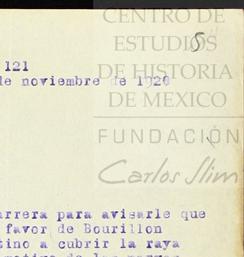 CENTRO DE
ESTUDIOS
5
121
de noviembre de 1920
DE HISTORIA
DE MEXICO
FUNDACIÓN
Carlos Slim
arrera para avisarle que
favor de Bourillon
tino a cubrir la raya